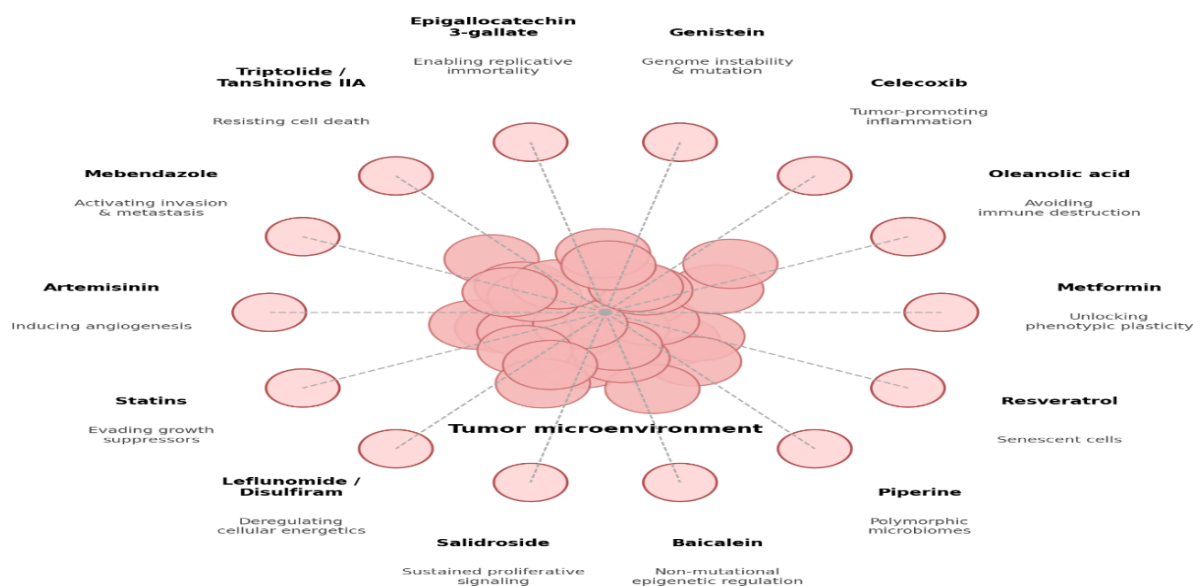 Epigallocatechin
3-gallate
Enabling replicative
immortality
Genistein
Genome instability
& mutation
Triptolide /
Tanshinone IIA
Resisting cell death
Celecoxib
Tumor-promoting
inflammation
Mebendazole
Activating invasion
& metastasis
Oleanolic acid
Avoiding
immune destruction
Artemisinin
Inducing angiogenesis
Metformin
Unlocking
phenotypic plasticity
Statins
Evading growth
suppressors
Resveratrol
Senescent cells
Tumor microenvironment
Leflunomide /
Disulfiram
Deregulating
cellular energetics
Piperine
Polymorphic
microbiomes
Salidroside
Sustained proliferative
signaling
Baicalein
Non-mutational
epigenetic regulation